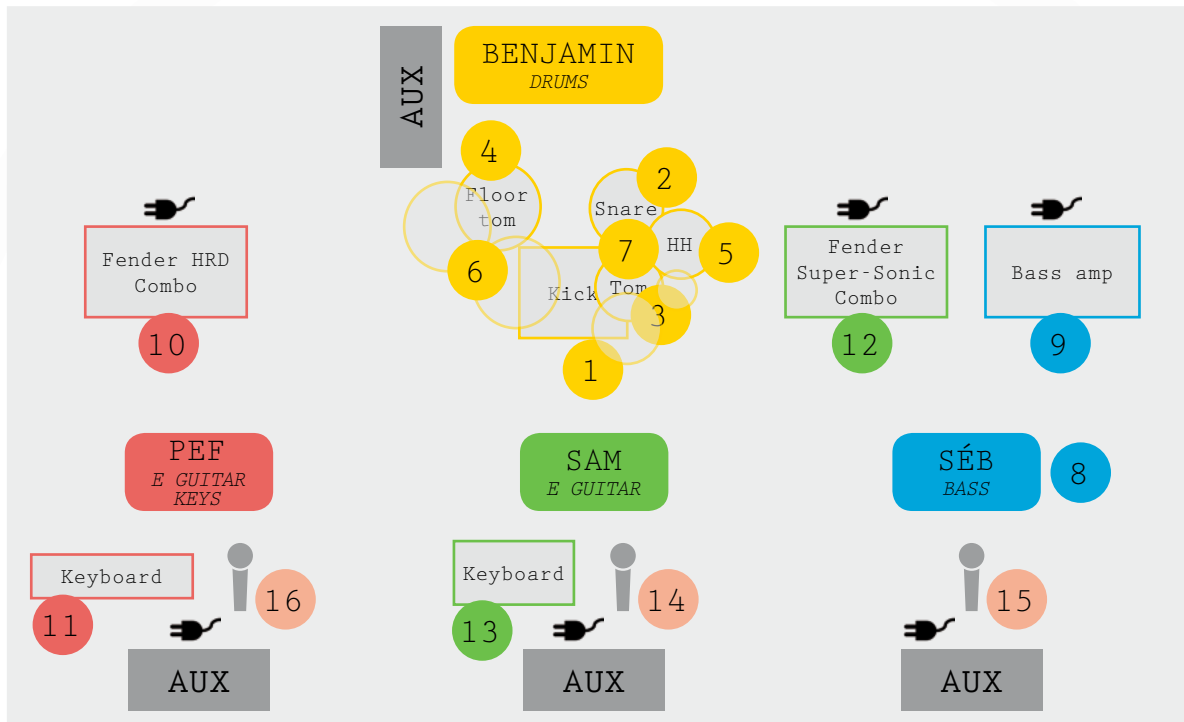 AUX
BENJAMIN
DRUMS
4
2
Floor
tom
Snare
7
HH
5
6
Kick
Tom
3
1
Fender HRD
Combo
10
Fender
Super-Sonic
Combo
12
Bass amp
9
PEF
E GUITAR
KEYS
SAM
E GUITAR
SÉB
BASS
8
Keyboard
11
16
Keyboard
13
14
15
AUX
AUX
AUX